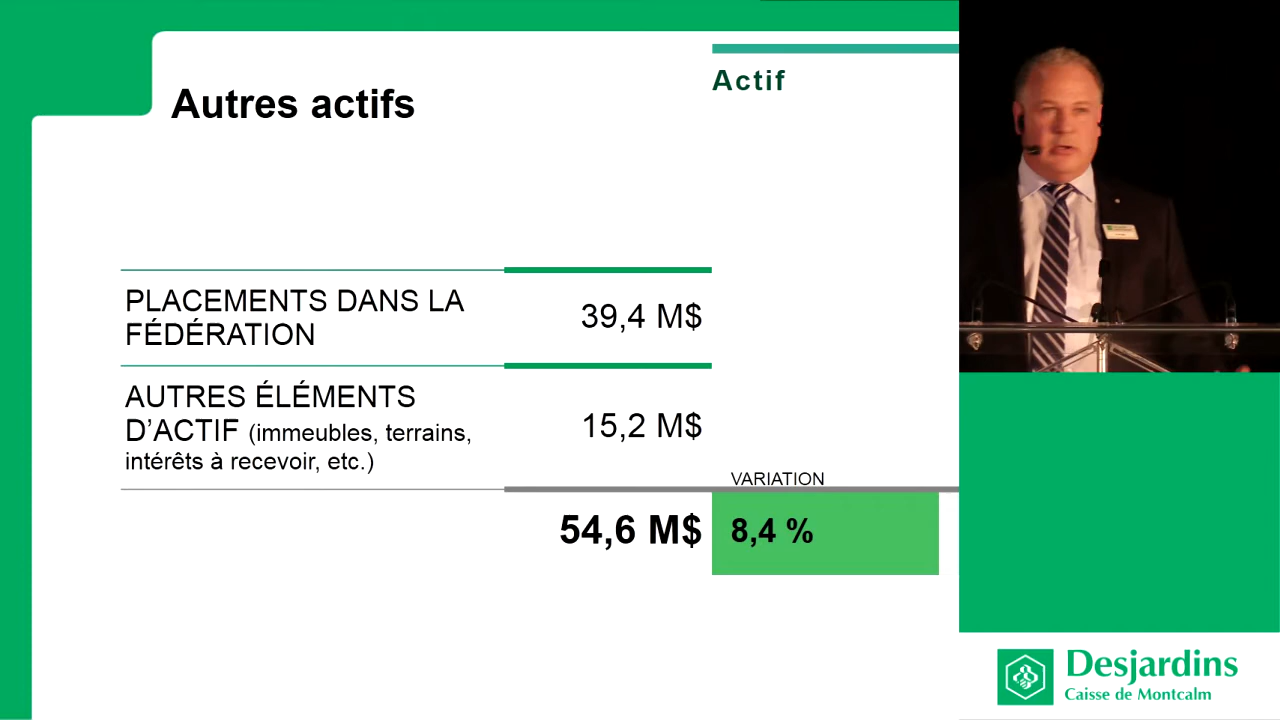 Autres actifs
Actif
PLACEMENTS DANS LA
FÉDÉRATION
39,4 M$
AUTRES ÉLÉMENTS
D’ACTIF (immeubles, terrains,
intérêts à recevoir, etc.)
15,2 M$
VARIATION
54,6 M$
8,4 %
Desjardins
Caisse de Montcalm